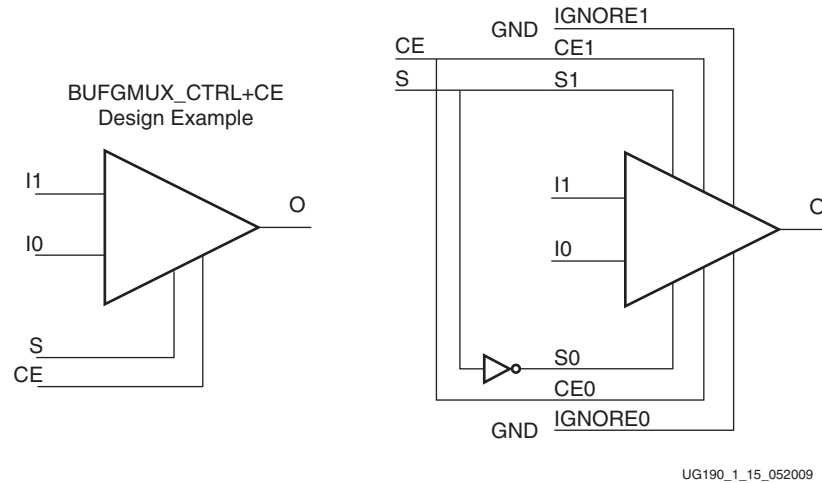 BUFGMUX_CTRL+CE
Design Example
I1
I0
O
S
CE
GND IGNORE1
CE CE1
S S1
I1
I0
O
S0
CE0
GND IGNORE0
UG190_1_15_052009